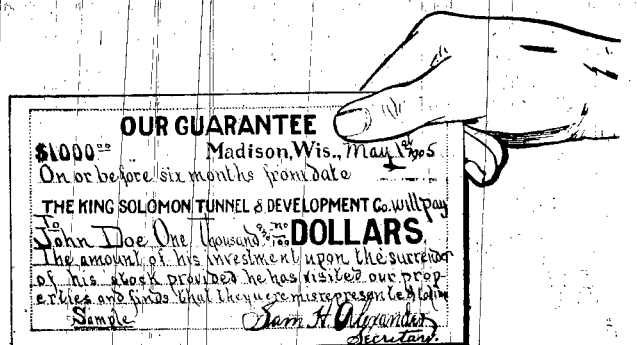 OUR GUARANTEE
$1000.00 Madison, Wis., May 1st 1905
On or before six months from date
THE KING SOLOMON TUNNEL & DEVELOPMENT Co. will pay
To John Doe One Thousand & no/100 DOLLARS
The amount of his investment upon the surrender
of his stock provided he has visited our prop-
erties and finds that they were misrepresented to him
Sample Sam H. Alexander,
Secretary.